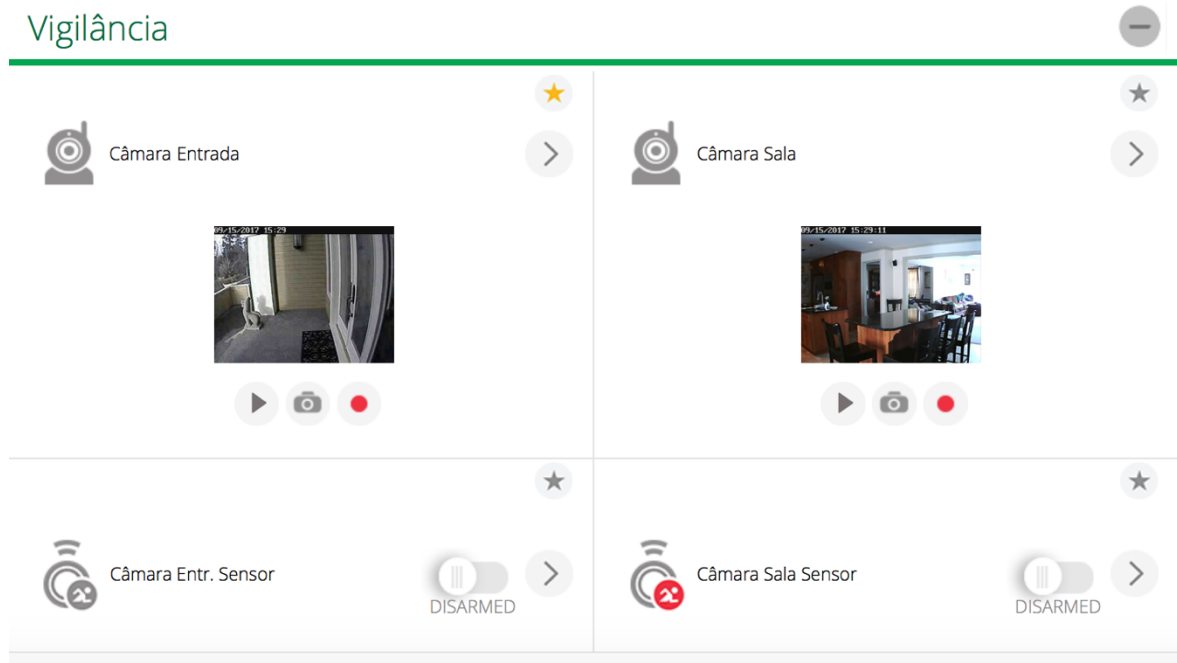 Vigilância
Câmara Entrada
Câmara Sala
09/15/2017 15:29
09/15/2017 15:29:11
Câmara Entr. Sensor
DISARMED
Câmara Sala Sensor
DISARMED